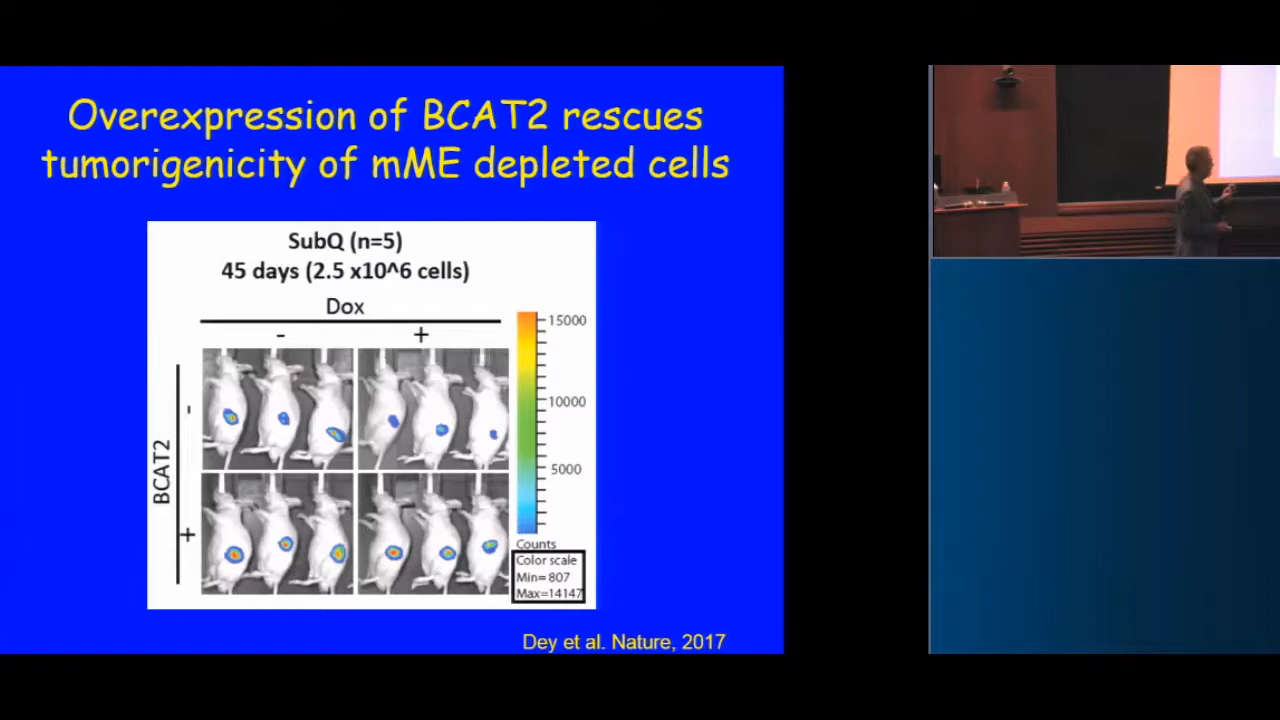 Overexpression of BCAT2 rescues
tumorigenicity of mME depleted cells
SubQ (n=5)
45 days (2.5 x10^6 cells)
Dox
- +
BCAT2
-
+
15000
10000
5000
Counts
Color scale
Min= 807
Max=14147
Dey et al. Nature, 2017